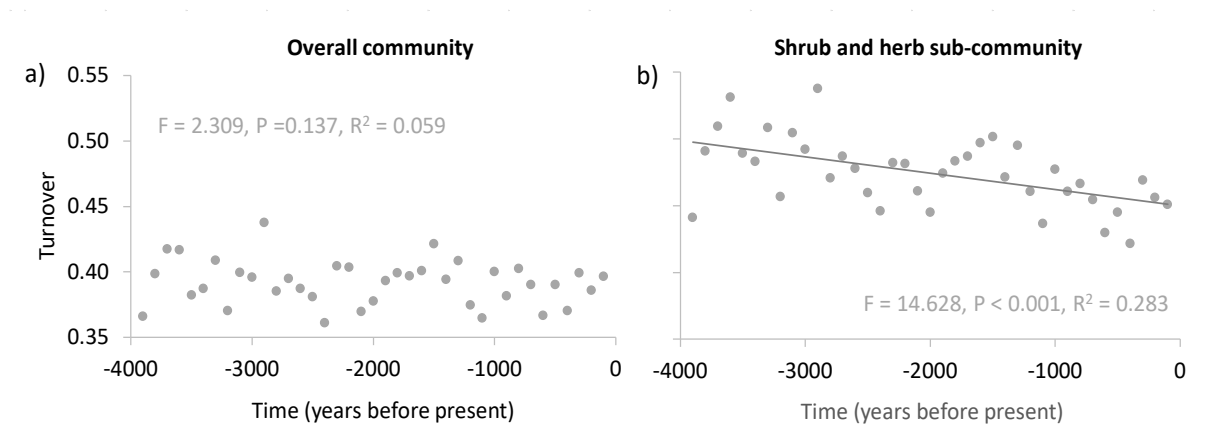 Overall community
a)
0.55
0.50
0.45
0.40
0.35
Turnover
F = 2.309, P =0.137, R² = 0.059
-4000 -3000 -2000 -1000 0
Time (years before present)
Shrub and herb sub-community
b)
F = 14.628, P < 0.001, R² = 0.283
-4000 -3000 -2000 -1000 0
Time (years before present)